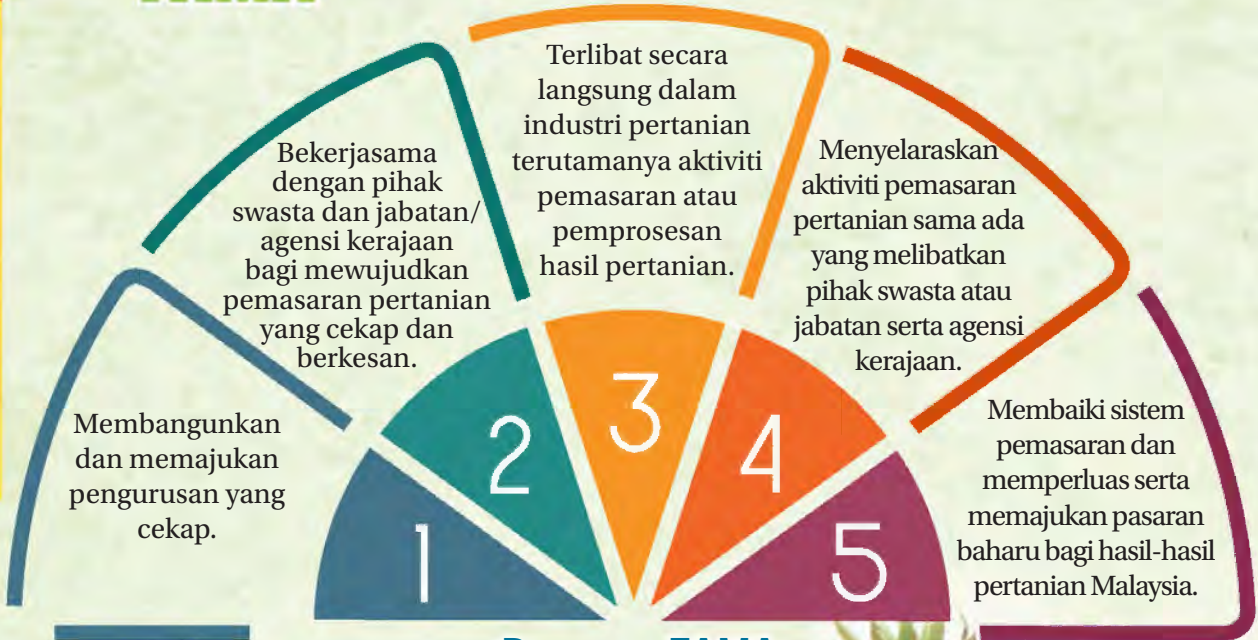 1
Membangunkan
dan memajukan
pengurusan yang
cekap.
2
Bekerjasama
dengan pihak
swasta dan jabatan/
agensi kerajaan
bagi mewujudkan
pemasaran pertanian
yang cekap dan
berkesan.
3
Terlibat secara
langsung dalam
industri pertanian
terutamanya aktiviti
pemasaran atau
pemprosesan
hasil pertanian.
4
Menyelaraskan
aktiviti pemasaran
pertanian sama ada
yang melibatkan
pihak swasta atau
jabatan serta agensi
kerajaan.
5
Membaiki sistem
pemasaran dan
memperluas serta
memajukan pasaran
baharu bagi hasil-hasil
pertanian Malaysia.